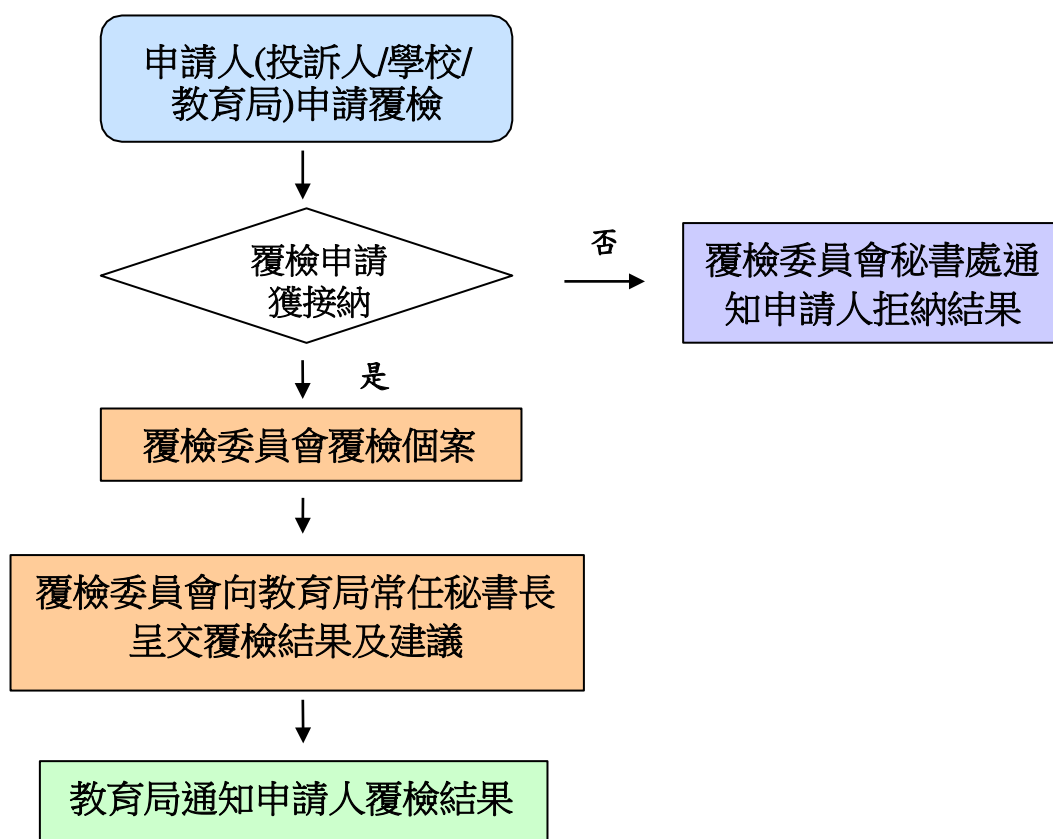 申請人(投訴人/學校/
教育局)申請覆檢
覆檢申請
獲接納
否
覆檢委員會秘書處通
知申請人拒納結果
是
覆檢委員會覆檢個案
覆檢委員會向教育局常任秘書長
呈交覆檢結果及建議
教育局通知申請人覆檢結果